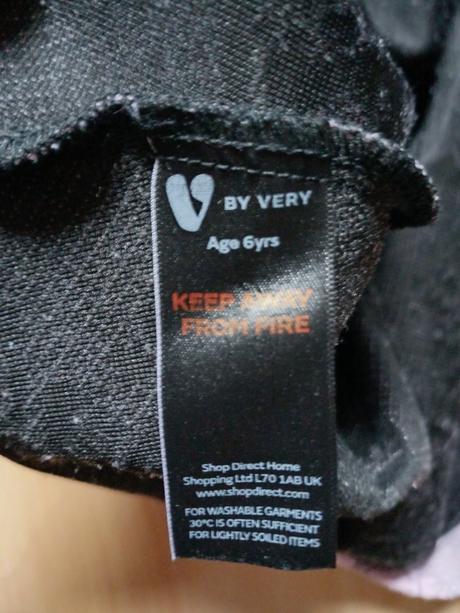 V BY VERY
Age 6yrs
KEEP AWAY
FROM FIRE
Shop Direct Home
Shopping Ltd L70 1AB UK
www.shopdirect.com
FOR WASHABLE GARMENTS
30°C IS OFTEN SUFFICIENT
FOR LIGHTLY SOILED ITEMS